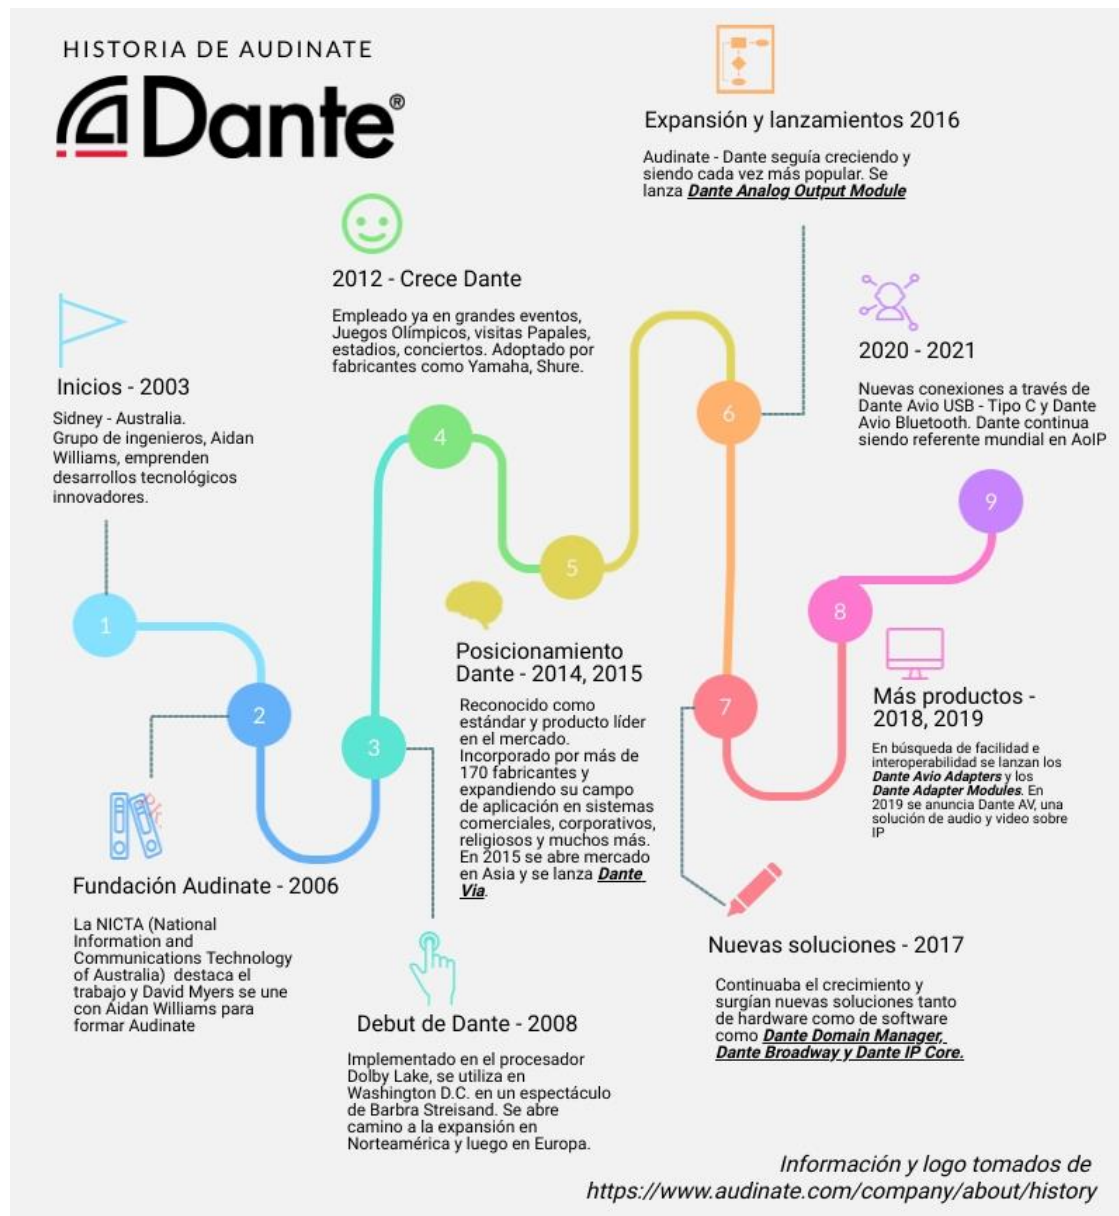 HISTORIA DE AUDINATE
Dante®
Inicios - 2003
Sidney - Australia.
Grupo de ingenieros, Aidan
Williams, emprenden
desarrollos tecnológicos
innovadores.
1
2
Fundación Audinate - 2006
La NICTA (National
Information and
Communications Technology
of Australia) destaca el
trabajo y David Myers se une
con Aidan Williams para
formar Audinate
3
Debut de Dante - 2008
Implementado en el procesador
Dolby Lake, se utiliza en
Washington D.C. en un espectáculo
de Barbra Streisand. Se abre
camino a la expansión en
Norteamérica y luego en Europa.
2012 - Crece Dante
Empleado ya en grandes eventos,
Juegos Olímpicos, visitas Papales,
estadios, conciertos. Adoptado por
fabricantes como Yamaha, Shure.
4
5
Posicionamiento
Dante - 2014, 2015
Reconocido como
estándar y producto líder
en el mercado.
Incorporado por más de
170 fabricantes y
expandiendo su campo
de aplicación en sistemas
comerciales, corporativos,
religiosos y muchos más.
En 2015 se abre mercado
en Asia y se lanza Dante
Via.
Expansión y lanzamientos 2016
Audinate - Dante seguía creciendo y
siendo cada vez más popular. Se
lanza Dante Analog Output Module
6
7
Nuevas soluciones - 2017
Continuaba el crecimiento y
surgían nuevas soluciones tanto
de hardware como de software
como Dante Domain Manager,
Dante Broadway y Dante IP Core.
8
Más productos -
2018, 2019
En búsqueda de facilidad e
interoperabilidad se lanzan los
Dante Avio Adapters y los
Dante Adapter Modules. En
2019 se anuncia Dante AV, una
solución de audio y video sobre
IP
2020 - 2021
Nuevas conexiones a través de
Dante Avio USB - Tipo C y Dante
Avio Bluetooth. Dante continua
siendo referente mundial en AoIP
9
Información y logo tomados de
https://www.audinate.com/company/about/history